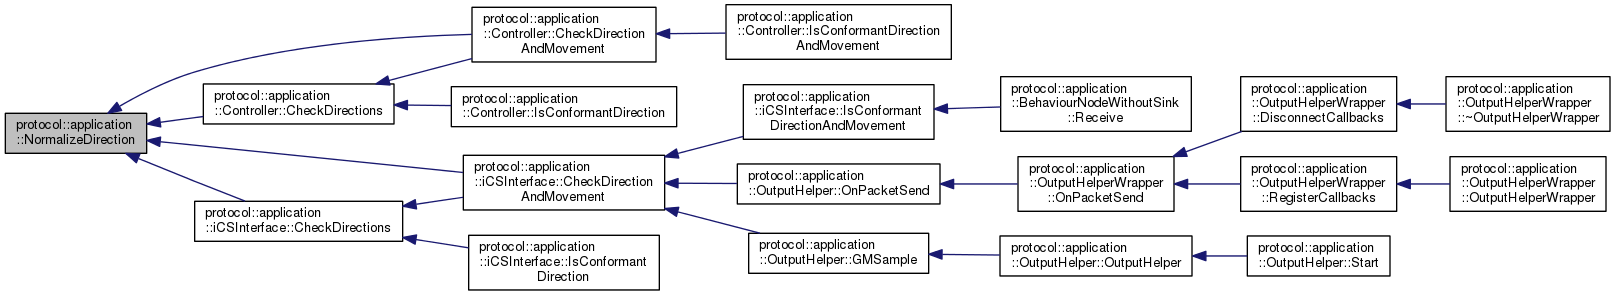 protocol::application
::NormalizeDirection
protocol::application
::Controller::CheckDirection
AndMovement
protocol::application
::Controller::IsConformantDirection
AndMovement
protocol::application
::Controller::CheckDirections
protocol::application
::Controller::IsConformantDirection
protocol::application
::iCSInterface::CheckDirection
AndMovement
protocol::application
::iCSInterface::IsConformant
DirectionAndMovement
protocol::application
::BehaviourNodeWithoutSink
::Receive
protocol::application
::OutputHelper::OnPacketSend
protocol::application
::OutputHelperWrapper
::OnPacketSend
protocol::application
::OutputHelperWrapper
::DisconnectCallbacks
protocol::application
::OutputHelperWrapper
::~OutputHelperWrapper
protocol::application
::OutputHelperWrapper
::RegisterCallbacks
protocol::application
::OutputHelperWrapper
::OutputHelperWrapper
protocol::application
::OutputHelper::GMSample
protocol::application
::OutputHelper::OutputHelper
protocol::application
::OutputHelper::Start
protocol::application
::iCSInterface::CheckDirections
protocol::application
::iCSInterface::IsConformant
Direction